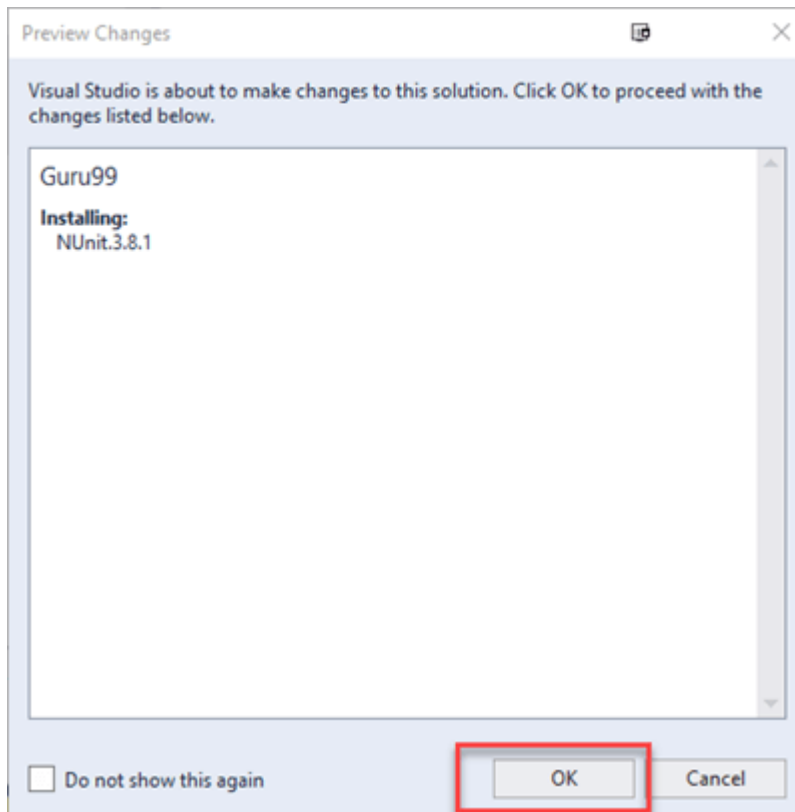 Preview Changes
Visual Studio is about to make changes to this solution. Click OK to proceed with the
changes listed below.
Guru99
Installing:
NUnit.3.8.1
Do not show this again
OK
Cancel